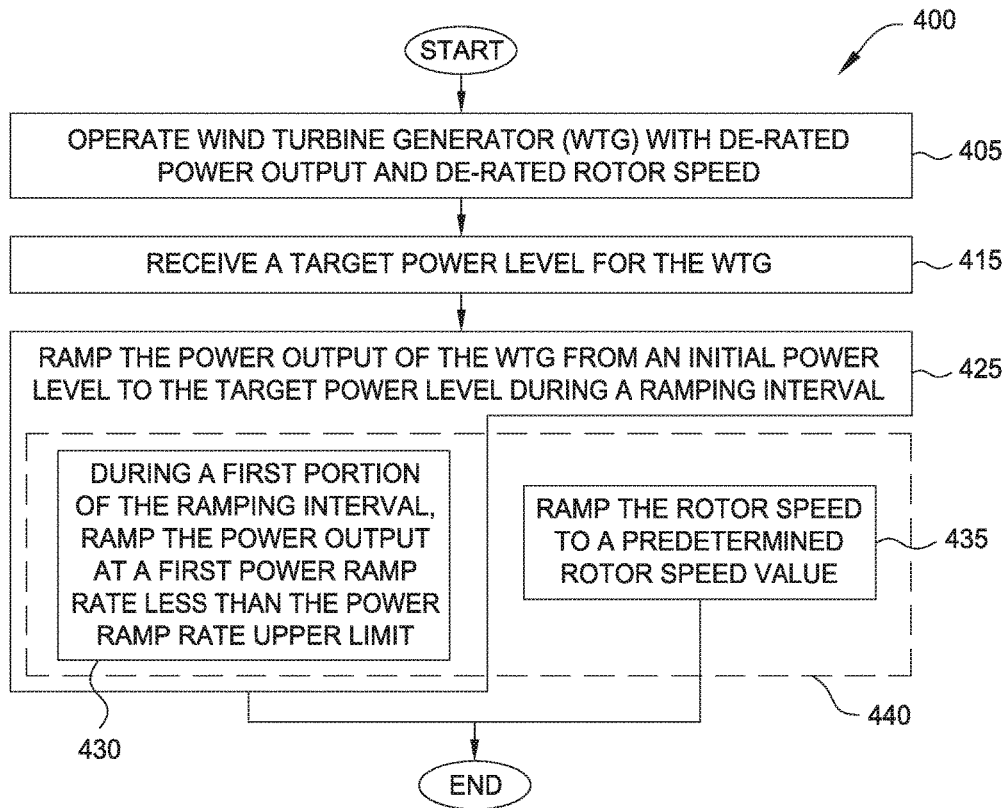 400
START
OPERATE WIND TURBINE GENERATOR (WTG) WITH DE-RATED
POWER OUTPUT AND DE-RATED ROTOR SPEED
405
RECEIVE A TARGET POWER LEVEL FOR THE WTG
415
RAMP THE POWER OUTPUT OF THE WTG FROM AN INITIAL POWER
LEVEL TO THE TARGET POWER LEVEL DURING A RAMPING INTERVAL
425
DURING A FIRST PORTION
OF THE RAMPING INTERVAL,
RAMP THE POWER OUTPUT
AT A FIRST POWER RAMP
RATE LESS THAN THE POWER
RAMP RATE UPPER LIMIT
430
RAMP THE ROTOR SPEED
TO A PREDETERMINED
ROTOR SPEED VALUE
435
440
END